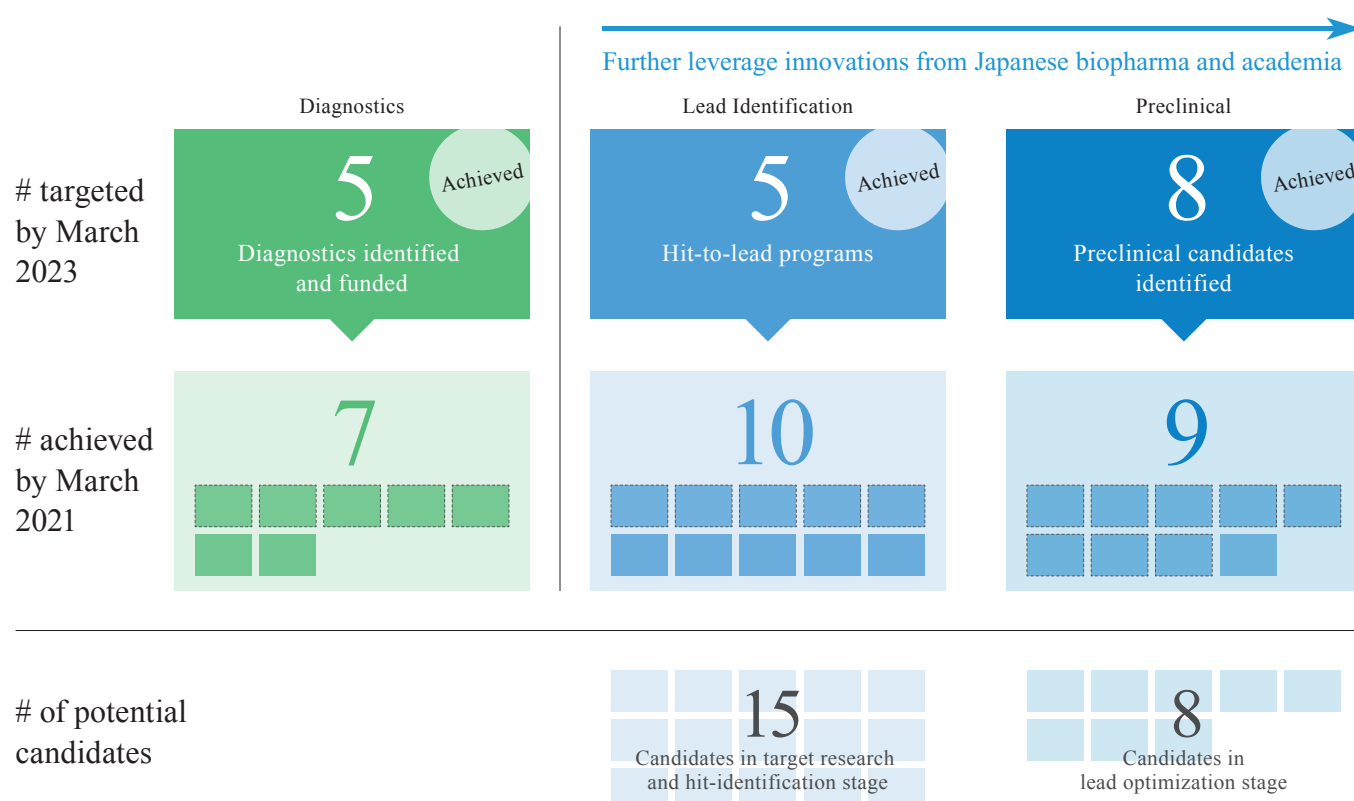 Further leverage innovations from Japanese biopharma and academia
Diagnostics
Lead Identification
Preclinical
# targeted
by March
2023
5
Achieved
Diagnostics identified
and funded
5
Achieved
Hit-to-lead programs
8
Achieved
Preclinical candidates
identified
# achieved
by March
2021
7
10
9
# of potential
candidates
15
Candidates in target research
and hit-identification stage
8
Candidates in
lead optimization stage